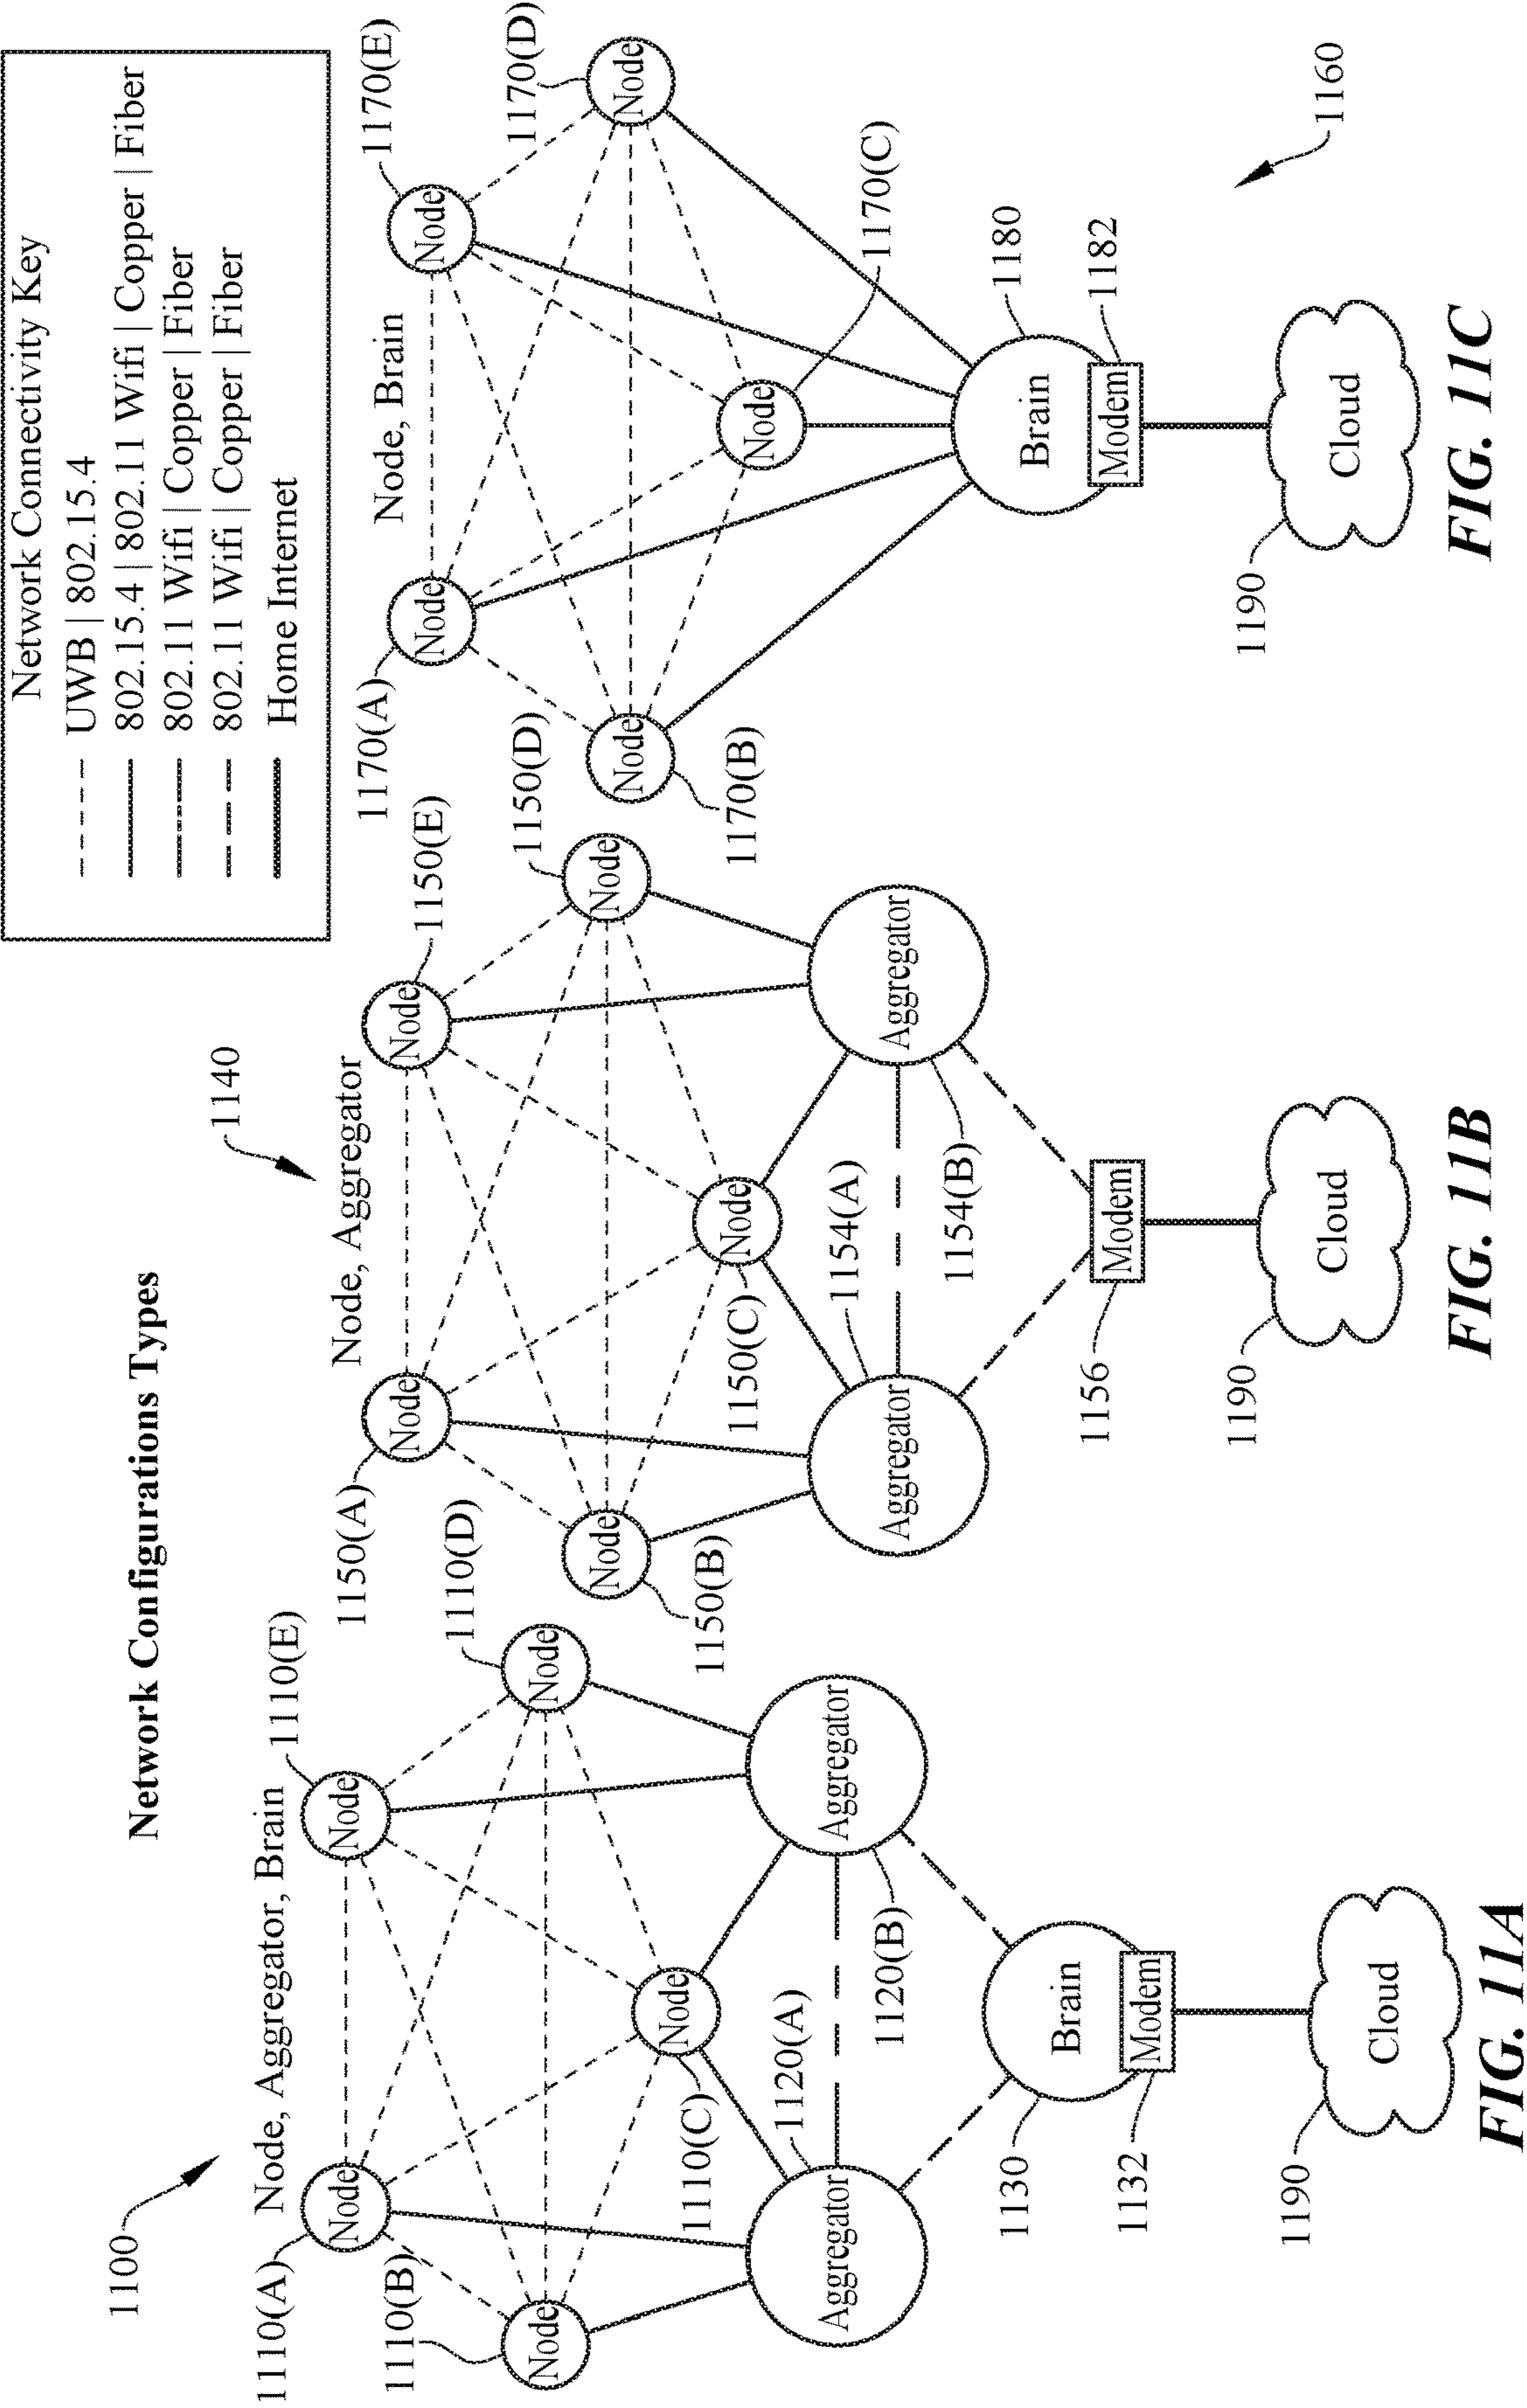 Network Configurations Types
Network Connectivity Key
UWB | 802.15.4
802.15.4 | 802.11 Wifi | Copper | Fiber
802.11 Wifi | Copper | Fiber
802.11 Wifi | Copper | Fiber
Home Internet
1100
Node, Aggregator, Brain
1110(A)
Node
Node
1110(E)
1110(B)
Node
Node
1110(D)
Node
1110(C)
1120(A)
Aggregator
Aggregator
1120(B)
1130
Brain
1132
Modem
1190
Cloud
FIG. 11A
1140
Node, Aggregator
1150(A)
Node
Node
1150(E)
1150(B)
Node
Node
1150(D)
Node
1150(C)
1154(A)
Aggregator
Aggregator
1154(B)
1156
Modem
1190
Cloud
FIG. 11B
Node, Brain
1170(A)
Node
Node
1170(E)
1170(B)
Node
Node
1170(D)
Node
1170(C)
Brain
1180
Modem
1182
1190
Cloud
1160
FIG. 11C